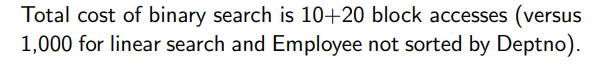 Total cost of binary search is 10+20 block accesses (versus
1,000 for linear search and Employee not sorted by Deptno).